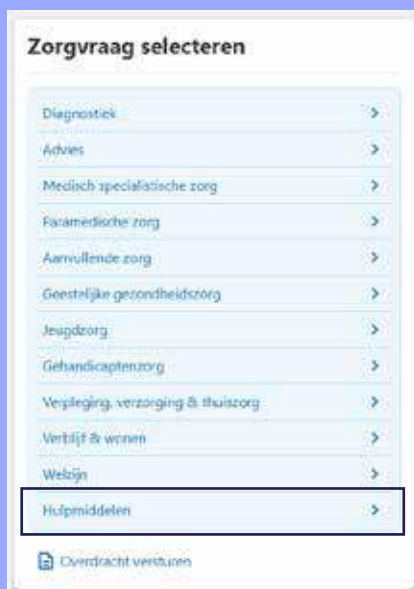 Zorgvraag selecteren
Diagnostiek
Advies
Medisch specialistische zorg
Paramedische zorg
Aanvullende zorg
Geestelijke gezondheidszorg
Jeugdzorg
Gehandicaptenzorg
Verpleging, verzorging & thuiszorg
Verblijf & wonen
Welzijn
Hulpmiddelen
Overdracht versturen